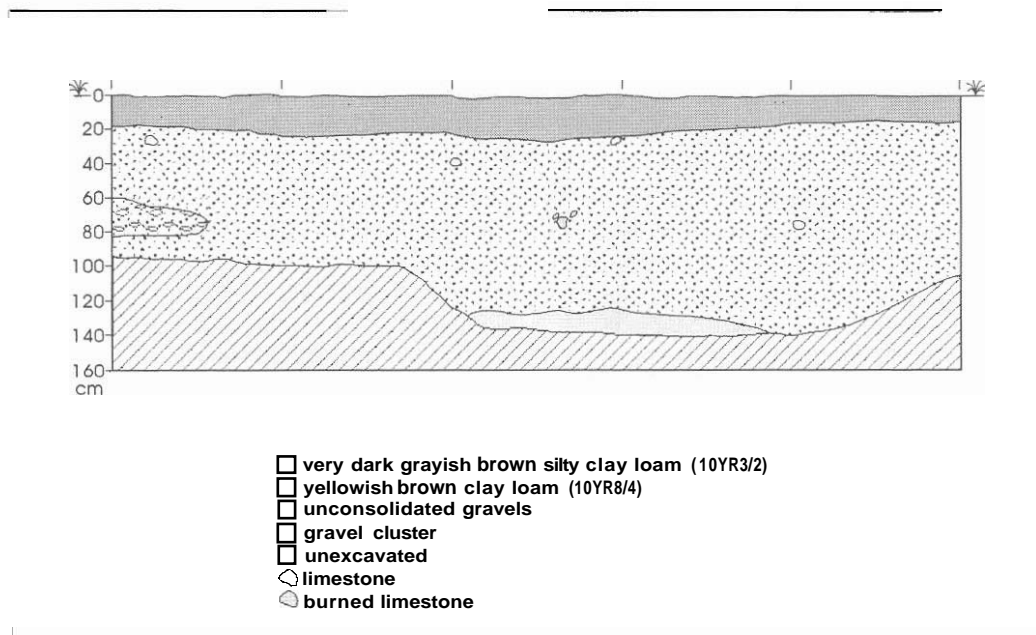 0
20
40
60
80
100
120
140
160
cm
very dark grayish brown silty clay loam (10YR3/2)
yellowish brown clay loam (10YR8/4)
unconsolidated gravels
gravel cluster
unexcavated
limestone
burned limestone